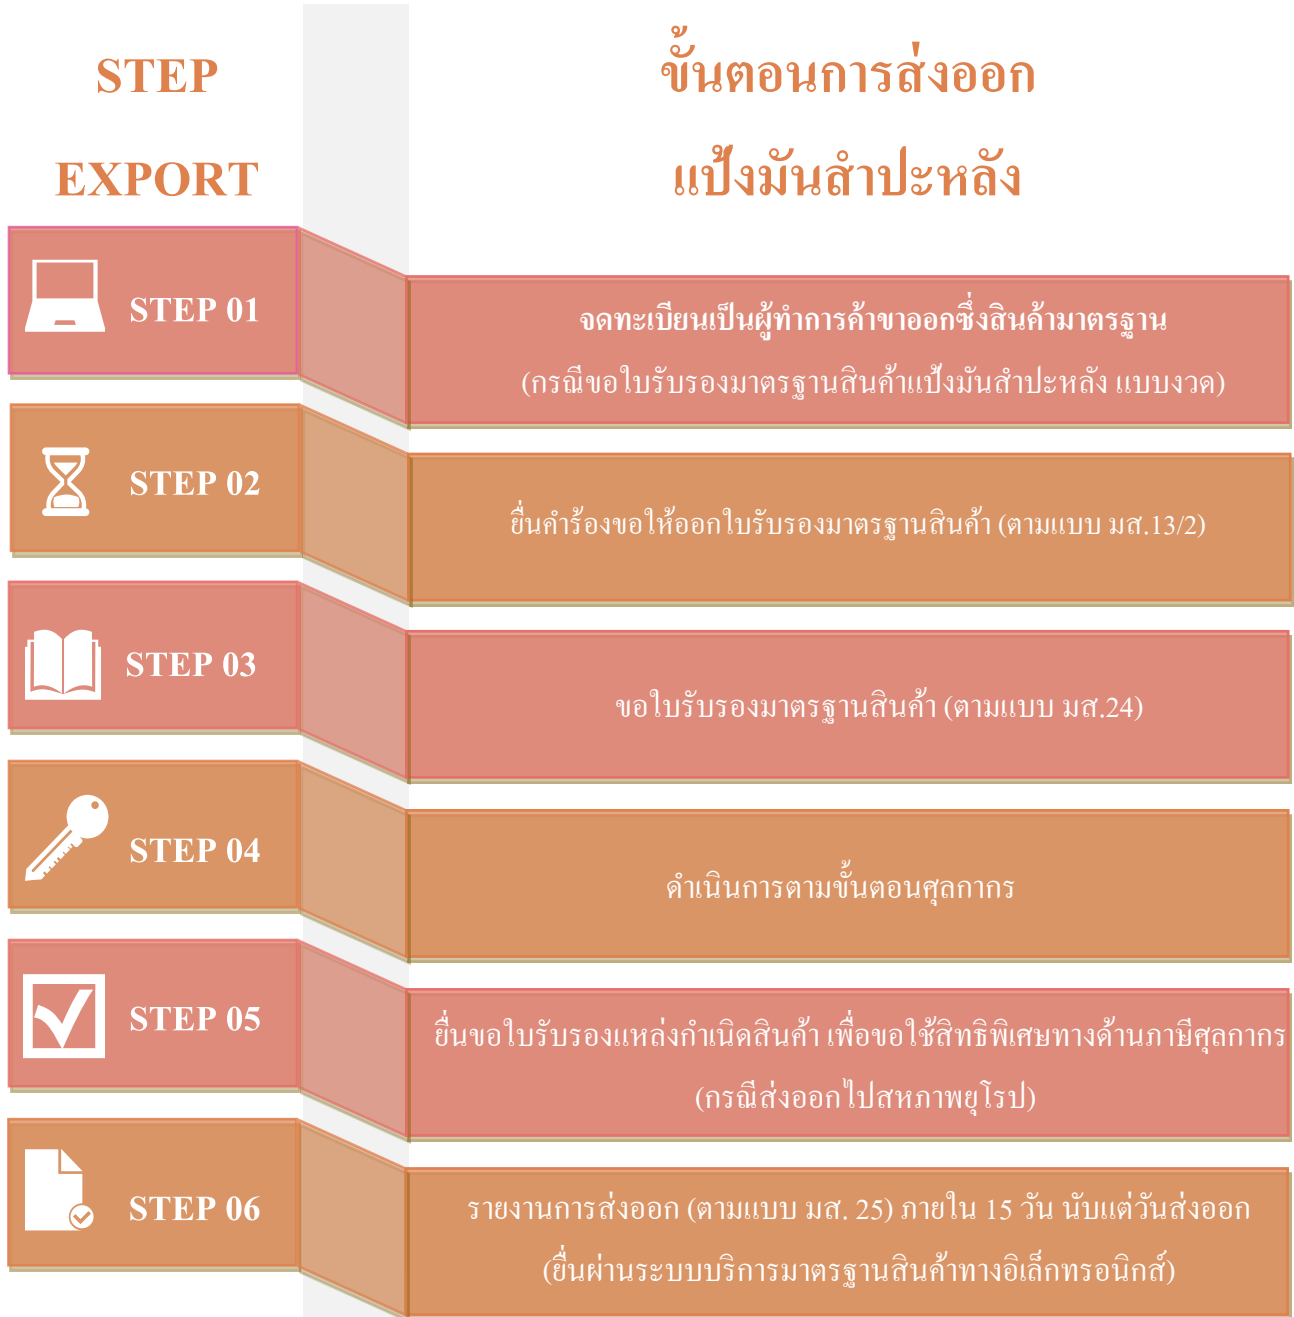 STEP
EXPORT
ขั้นตอนการส่งออก
แป้งมันสำปะหลัง
STEP 01
จดทะเบียนเป็นผู้ทำการค้าขาออกซึ่งสินค้ามาตรฐาน
(กรณีขอใบรับรองมาตรฐานสินค้าแป้งมันสำปะหลัง แบบงวด)
STEP 02
ยื่นคำร้องขอให้ออกใบรับรองมาตรฐานสินค้า (ตามแบบ มส.13/2)
STEP 03
ขอใบรับรองมาตรฐานสินค้า (ตามแบบ มส.24)
STEP 04
ดำเนินการตามขั้นตอนศุลกากร
STEP 05
ยื่นขอใบรับรองแหล่งกำเนิดสินค้า เพื่อขอใช้สิทธิพิเศษทางด้านภาษีศุลกากร
(กรณีส่งออกไปสหภาพยุโรป)
STEP 06
รายงานการส่งออก (ตามแบบ มส. 25) ภายใน 15 วัน นับแต่วันส่งออก
(ยื่นผ่านระบบบริการมาตรฐานสินค้าทางอิเล็กทรอนิกส์)